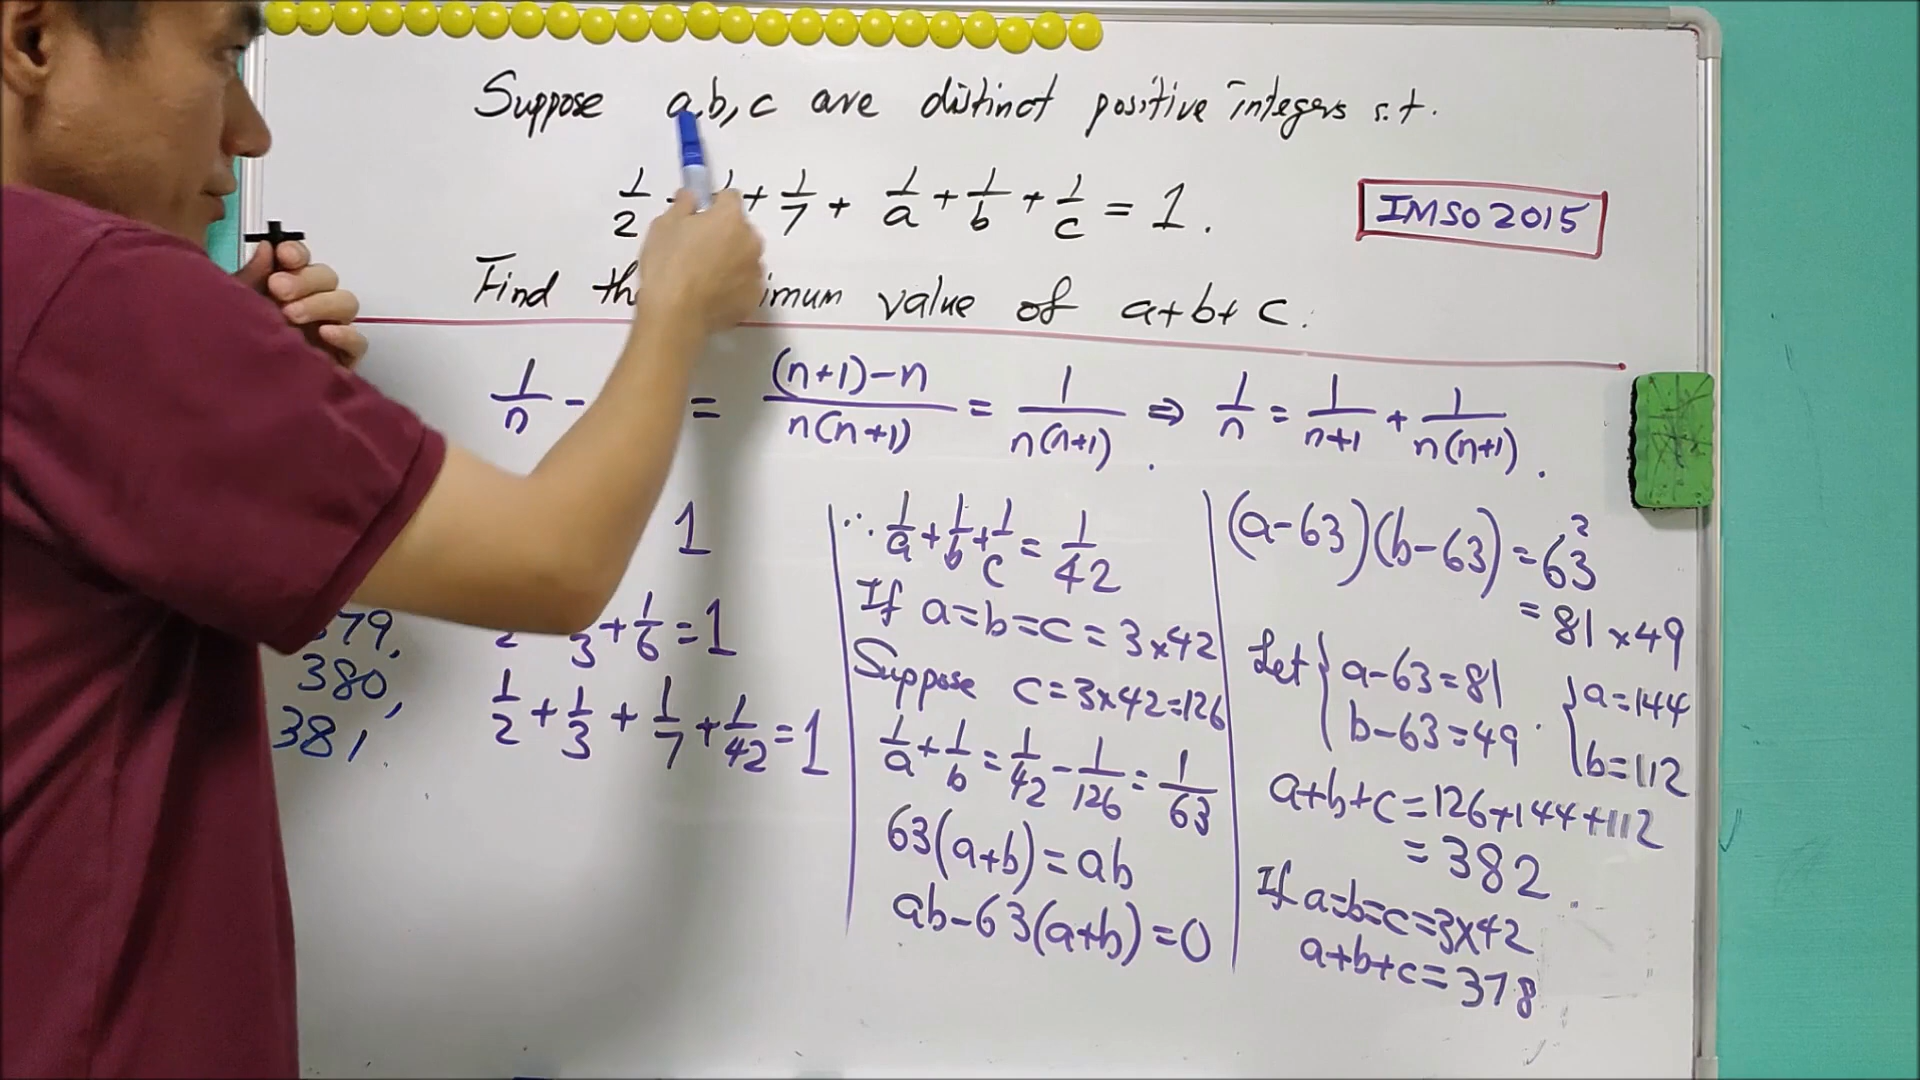 Suppose a,b,c are distinct positive integers s.t.
1/2 + 1/7 + 1/a + 1/b + 1/c = 1.
IMSO 2015
Find imum value of a+b+c.
1/n - = ((n+1)-n)/(n(n+1)) = 1/(n(n+1)). ⇒ 1/n = 1/(n+1) + 1/(n(n+1)).
1
379,
380,
381
2 3 + 1/6 = 1
1/2 + 1/3 + 1/7 + 1/42 = 1
∵ 1/a + 1/b + 1/c = 1/42
If a=b=c=3×42
Suppose c=3×42=126
1/a + 1/b = 1/42 - 1/126 = 1/63
63(a+b)=ab
ab-63(a+b)=0
(a-63)(b-63)=63²
=81×49
Let { a-63=81
b-63=49 .
{ a=144
b=112
a+b+c=126+144+112
=382.
If a=b=c=3×42
a+b+c=378